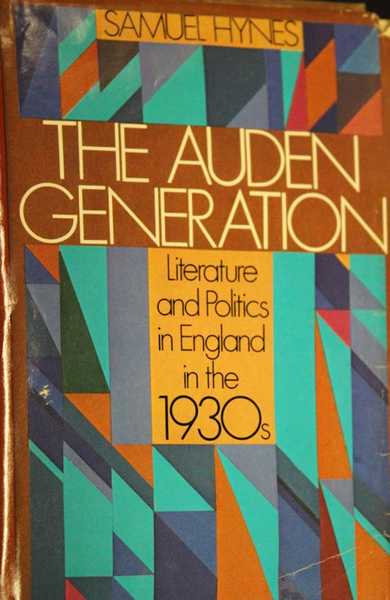 SAMUEL HYNES
THE AUDEN
GENERATION
Literature
and Politics
in England
in the
1930s